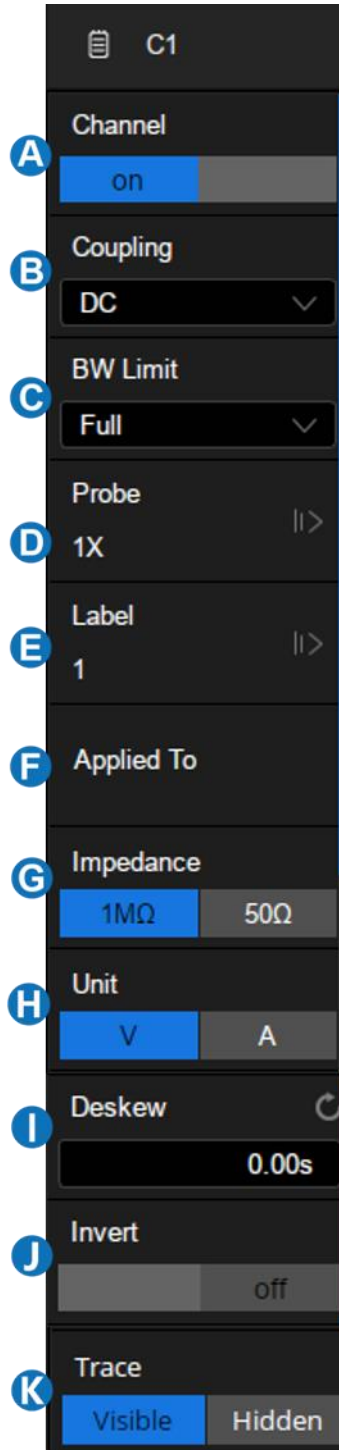 C1
Channel
A
on
Coupling
B
DC
BW Limit
C
Full
Probe
D
1X
Label
E
1
F
Applied To
Impedance
G
1MΩ 50Ω
Unit
H
V A
Deskew
I
0.00s
Invert
J
off
Trace
K
Visible Hidden